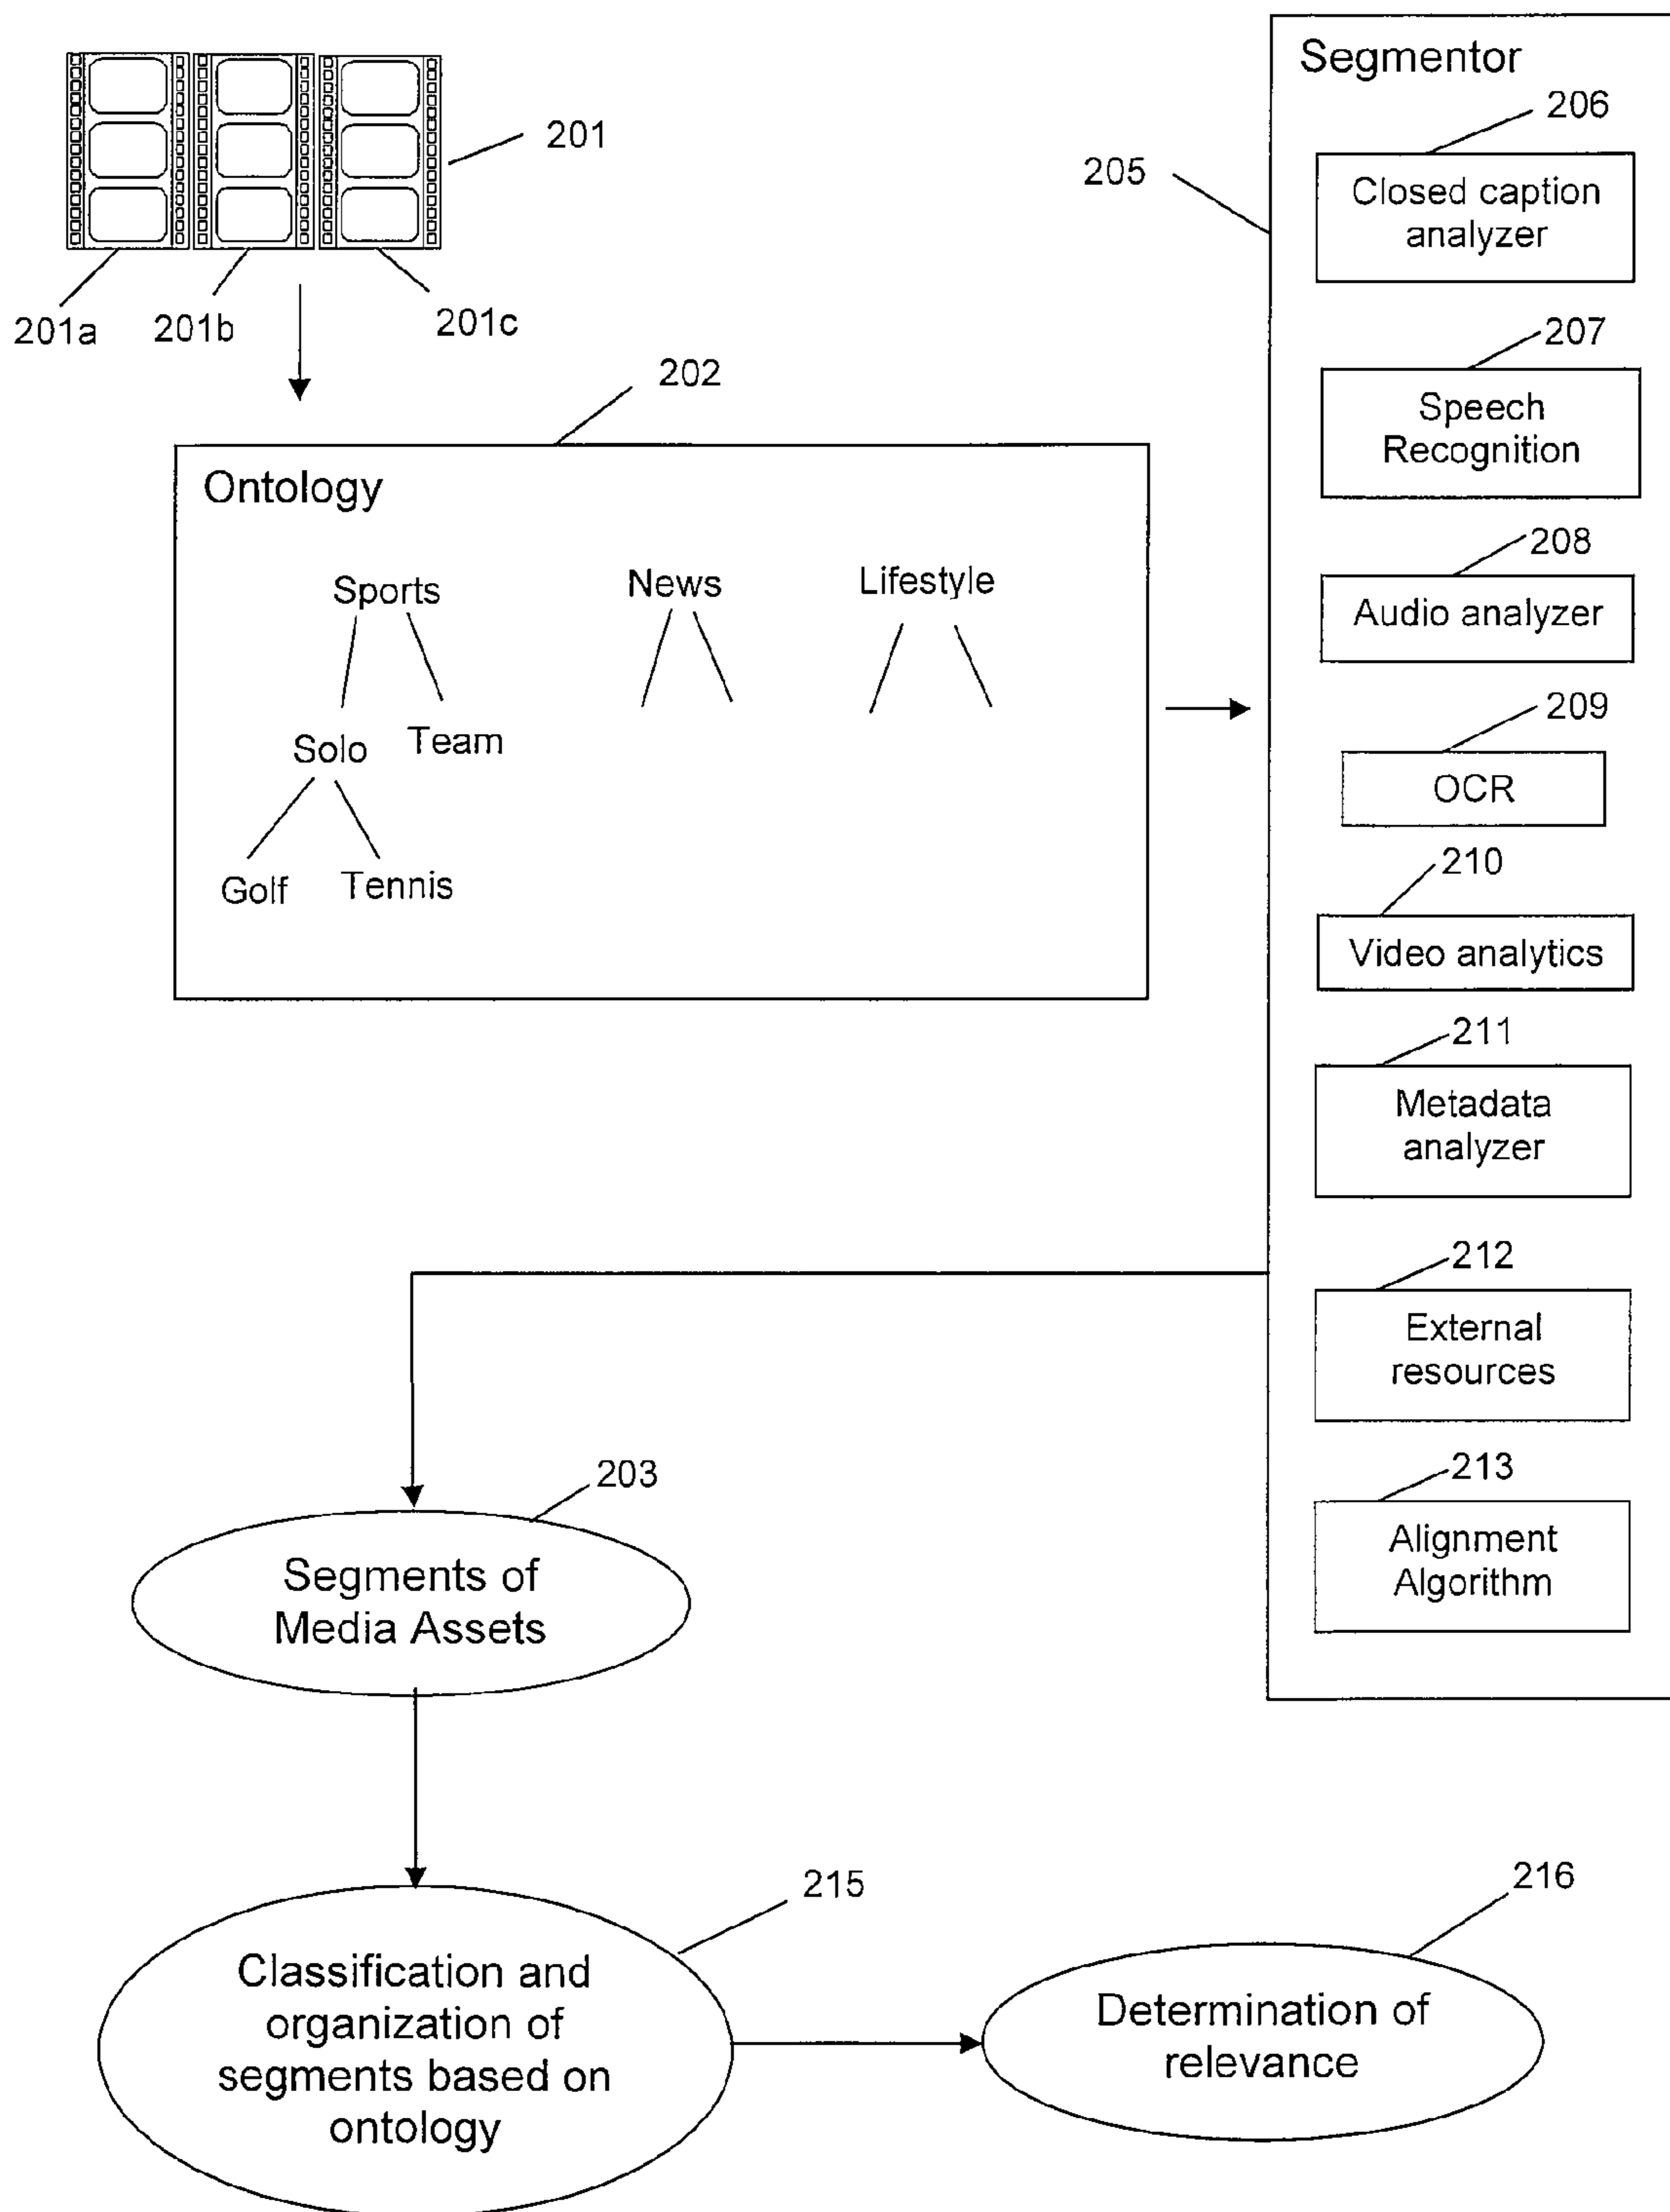 201
201a
201b
201c
202
Ontology
Sports
News
Lifestyle
Solo
Team
Golf
Tennis
205
Segmentor
206
Closed caption
analyzer
207
Speech
Recognition
208
Audio analyzer
209
OCR
210
Video analytics
211
Metadata
analyzer
212
External
resources
213
Alignment
Algorithm
203
Segments of
Media Assets
215
Classification and
organization of
segments based on
ontology
216
Determination of
relevance